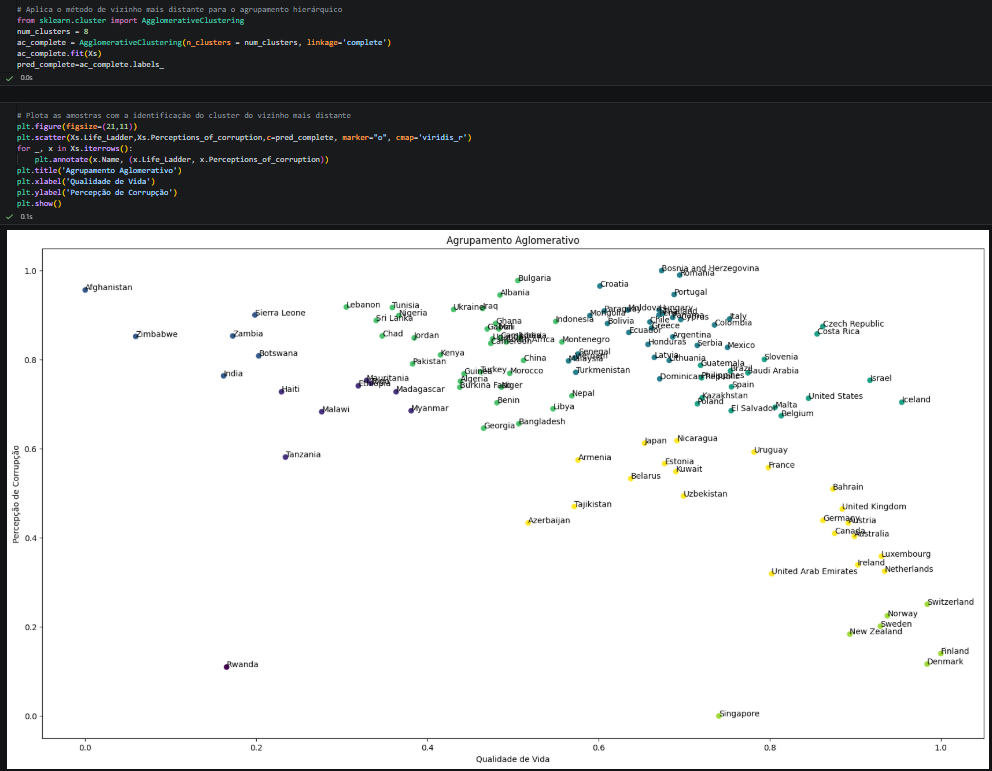 # Aplica o método de vizinho mais distante para o agrupamento hierárquico
from sklearn.cluster import AgglomerativeClustering
num_clusters = 8
ac_complete = AgglomerativeClustering(n_clusters = num_clusters, linkage='complete')
ac_complete.fit(Xs)
pred_complete=ac_complete.labels_
0.0s
# Plota as amostras com a identificação do cluster do vizinho mais distante
plt.figure(figsize=(21,11))
plt.scatter(Xs.Life_Ladder,Xs.Perceptions_of_corruption,c=pred_complete, marker="o", cmap='viridis_r')
for _, x in Xs.iterrows():
plt.annotate(x.Name, (x.Life_Ladder, x.Perceptions_of_corruption))
plt.title('Agrupamento Aglomerativo')
plt.xlabel('Qualidade de Vida')
plt.ylabel('Percepção de Corrupção')
plt.show()
0.1s
Agrupamento Aglomerativo
1.0
Bosnia and Herzegovina
Romania
Bulgaria
Croatia
Afghanistan
Albania
Portugal
Lebanon Tunisia
Ukraine Iraq
Paraguay Moldova Hungary
Sierra Leone
Sri Lanka Nigeria
Indonesia
Mongolia
Bolivia
Chile
Cyprus
Italy
Ghana
Greece
Colombia
Czech Republic
Zimbabwe
Zambia
Chad
Jordan
Ecuador
Argentina
Costa Rica
Cameroon
Montenegro
Honduras
Serbia
Mexico
0.8
Botswana
Kenya
Senegal
Latvia
Pakistan
China
Malaysia
Lithuania
Slovenia
Guatemala
India
Mauritania
Guinea
Turkey
Morocco
Turkmenistan
Brazil
Saudi Arabia
Ethiopia
Algeria
Dominican Republic
Philippines
Israel
Haiti
Madagascar
Burkina Faso
Niger
Nepal
Spain
Kazakhstan
United States
Malawi
Myanmar
Benin
Libya
Poland
El Salvador
Malta
Belgium
Iceland
Georgia
Bangladesh
0.6
Japan
Nicaragua
Tanzania
Armenia
Estonia
Kuwait
Uruguay
France
Belarus
Bahrain
Tajikistan
Uzbekistan
United Kingdom
Azerbaijan
Germany
Austria
Canada
Australia
0.4
Luxembourg
Ireland
United Arab Emirates
Netherlands
Switzerland
Norway
0.2
Sweden
New Zealand
Finland
Rwanda
Denmark
0.0
Singapore
Percepção de Corrupção
0.0 0.2 0.4 0.6 0.8 1.0
Qualidade de Vida